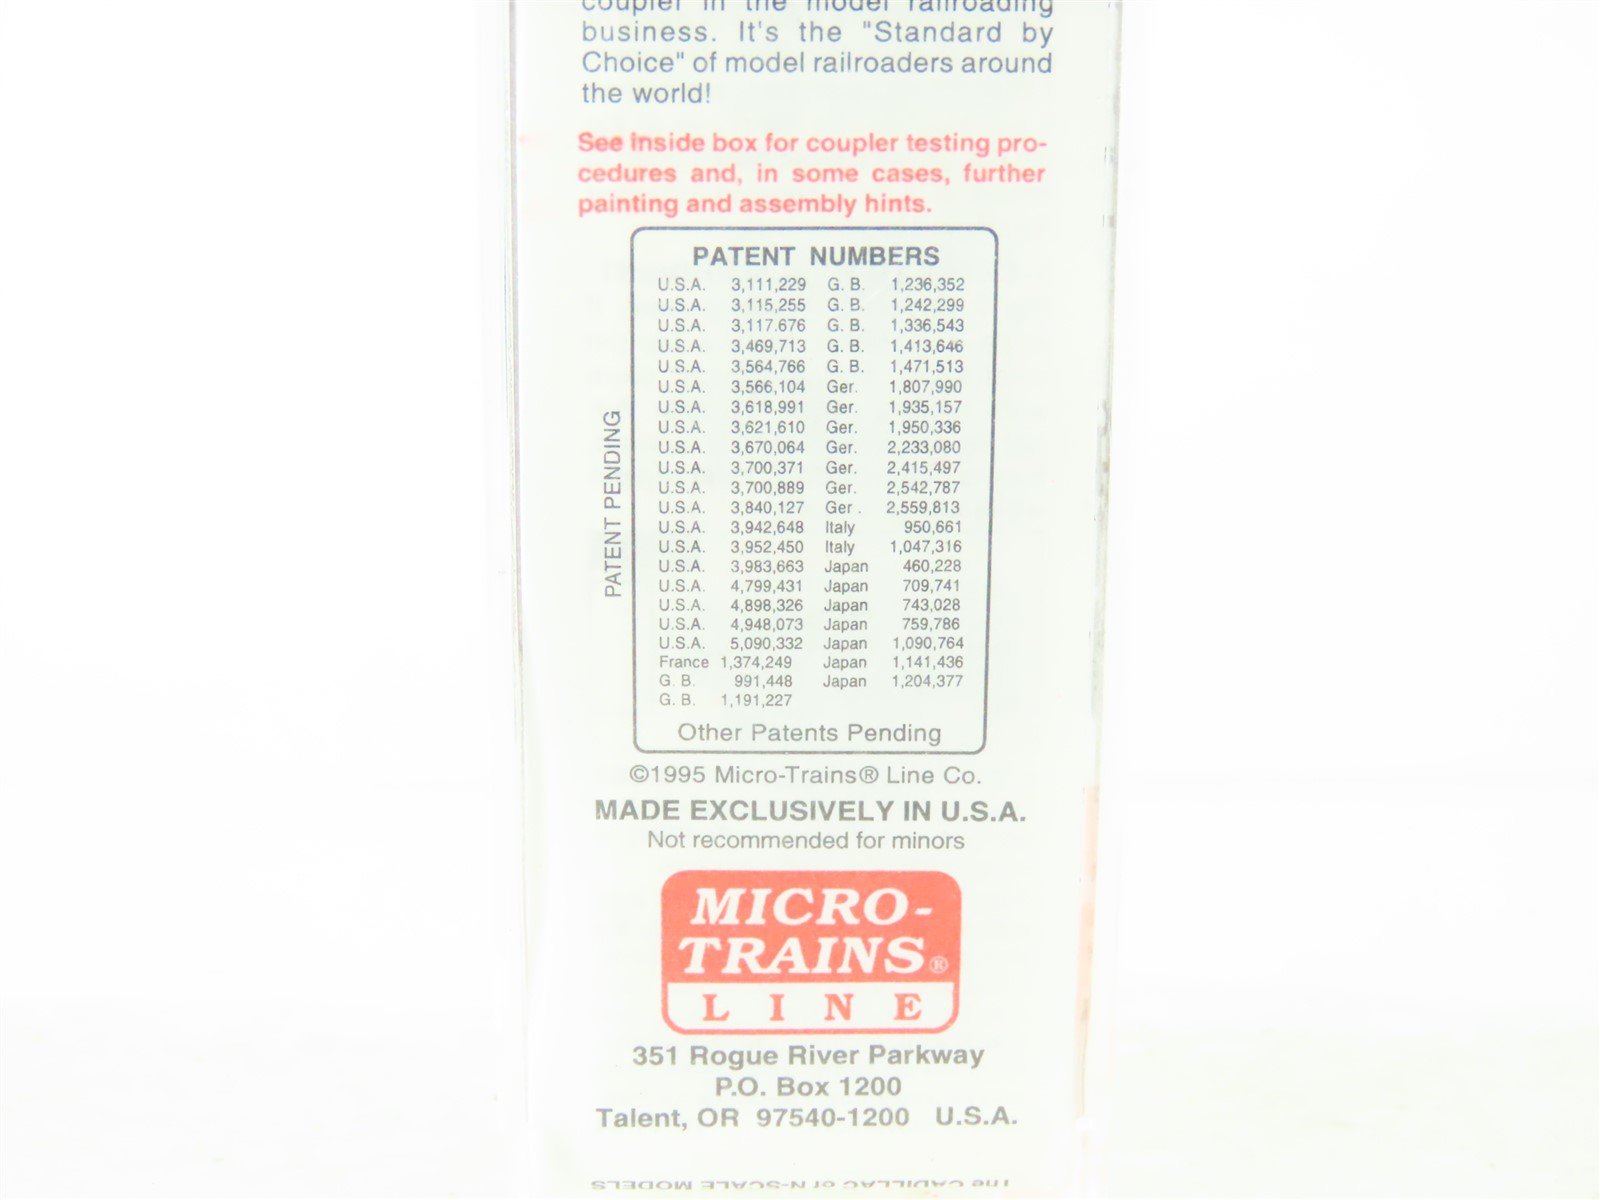 coupler in the model railroading
business. It's the "Standard by
Choice" of model railroaders around
the world!
See inside box for coupler testing pro-
cedures and, in some cases, further
painting and assembly hints.
PATENT PENDING
PATENT NUMBERS
U.S.A. 3,111,229 G. B. 1,236,352
U.S.A. 3,115,255 G. B. 1,242,299
U.S.A. 3,117.676 G. B. 1,336,543
U.S.A. 3,469,713 G. B. 1,413,646
U.S.A. 3,564,766 G. B. 1,471,513
U.S.A. 3,566,104 Ger. 1,807,990
U.S.A. 3,618,991 Ger. 1,935,157
U.S.A. 3,621,610 Ger. 1,950,336
U.S.A. 3,670,064 Ger. 2,233,080
U.S.A. 3,700,371 Ger. 2,415,497
U.S.A. 3,700,889 Ger. 2,542,787
U.S.A. 3,840,127 Ger . 2,559,813
U.S.A. 3,942,648 Italy 950,661
U.S.A. 3,952,450 Italy 1,047,316
U.S.A. 3,983,663 Japan 460,228
U.S.A. 4,799,431 Japan 709,741
U.S.A. 4,898,326 Japan 743,028
U.S.A. 4,948,073 Japan 759,786
U.S.A. 5,090,332 Japan 1,090,764
France 1,374,249 Japan 1,141,436
G. B. 991,448 Japan 1,204,377
G. B. 1,191,227
Other Patents Pending
©1995 Micro-Trains® Line Co.
MADE EXCLUSIVELY IN U.S.A.
Not recommended for minors
MICRO-
TRAINS®
LINE
351 Rogue River Parkway
P.O. Box 1200
Talent, OR 97540-1200 U.S.A.
The CADILLAC of N-SCALE MODELS